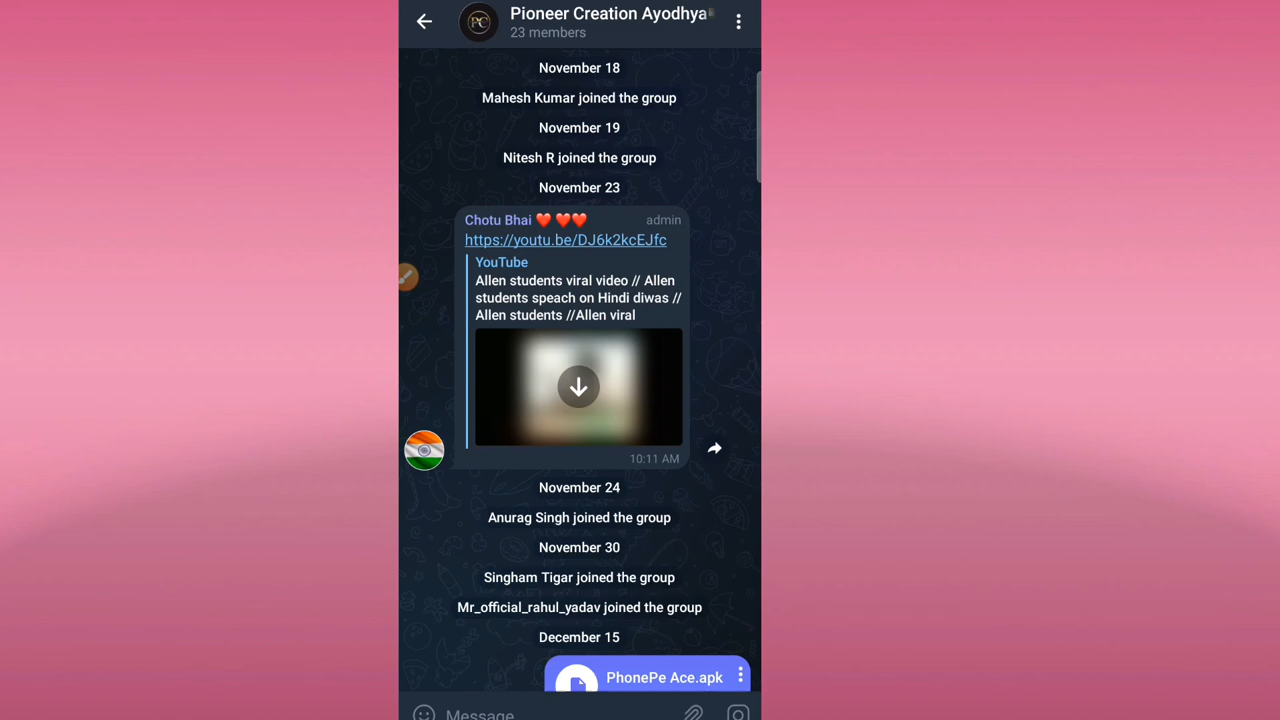 Pioneer Creation Ayodhya
23 members
November 18
Mahesh Kumar joined the group
November 19
Nitesh R joined the group
November 23
Chotu Bhai ❤️ ❤️❤️ admin
https://youtu.be/DJ6k2kcEJfc
YouTube
Allen students viral video // Allen
students speach on Hindi diwas //
Allen students //Allen viral
10:11 AM
November 24
Anurag Singh joined the group
November 30
Singham Tigar joined the group
Mr_official_rahul_yadav joined the group
December 15
PhonePe Ace.apk
Message